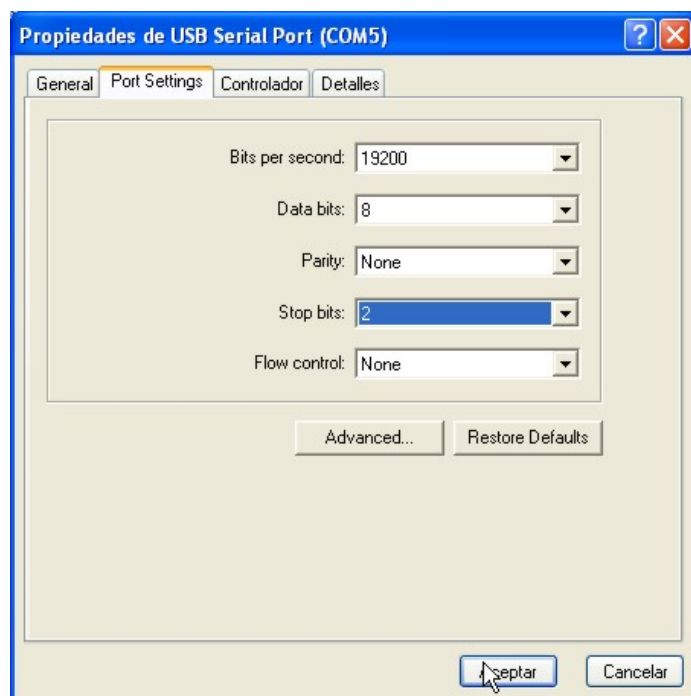 Propiedades de USB Serial Port (COM5)
General Port Settings Controlador Detalles
Bits per second: 19200
Data bits: 8
Parity: None
Stop bits: 2
Flow control: None
Advanced... Restore Defaults
Aceptar Cancelar